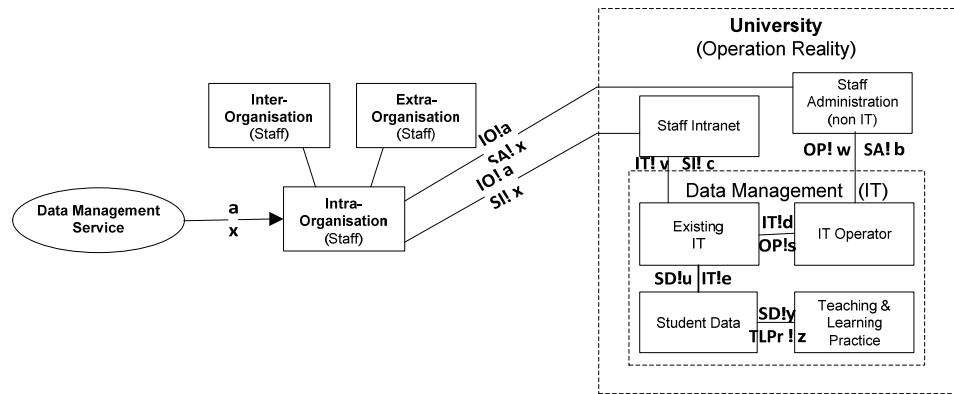 University
(Operation Reality)
Inter-
Organisation
(Staff)
Extra-
Organisation
(Staff)
IO!a
SA! x
IO! a
SI! x
Staff Intranet
Staff
Administration
(non IT)
IT! v SI! c
OP! w SA! b
Data Management (IT)
Data Management
Service
a
x
Intra-
Organisation
(Staff)
Existing
IT
IT!d
OP!s
IT Operator
SD!u IT!e
Student Data
SD!y
TLPr ! z
Teaching &
Learning
Practice